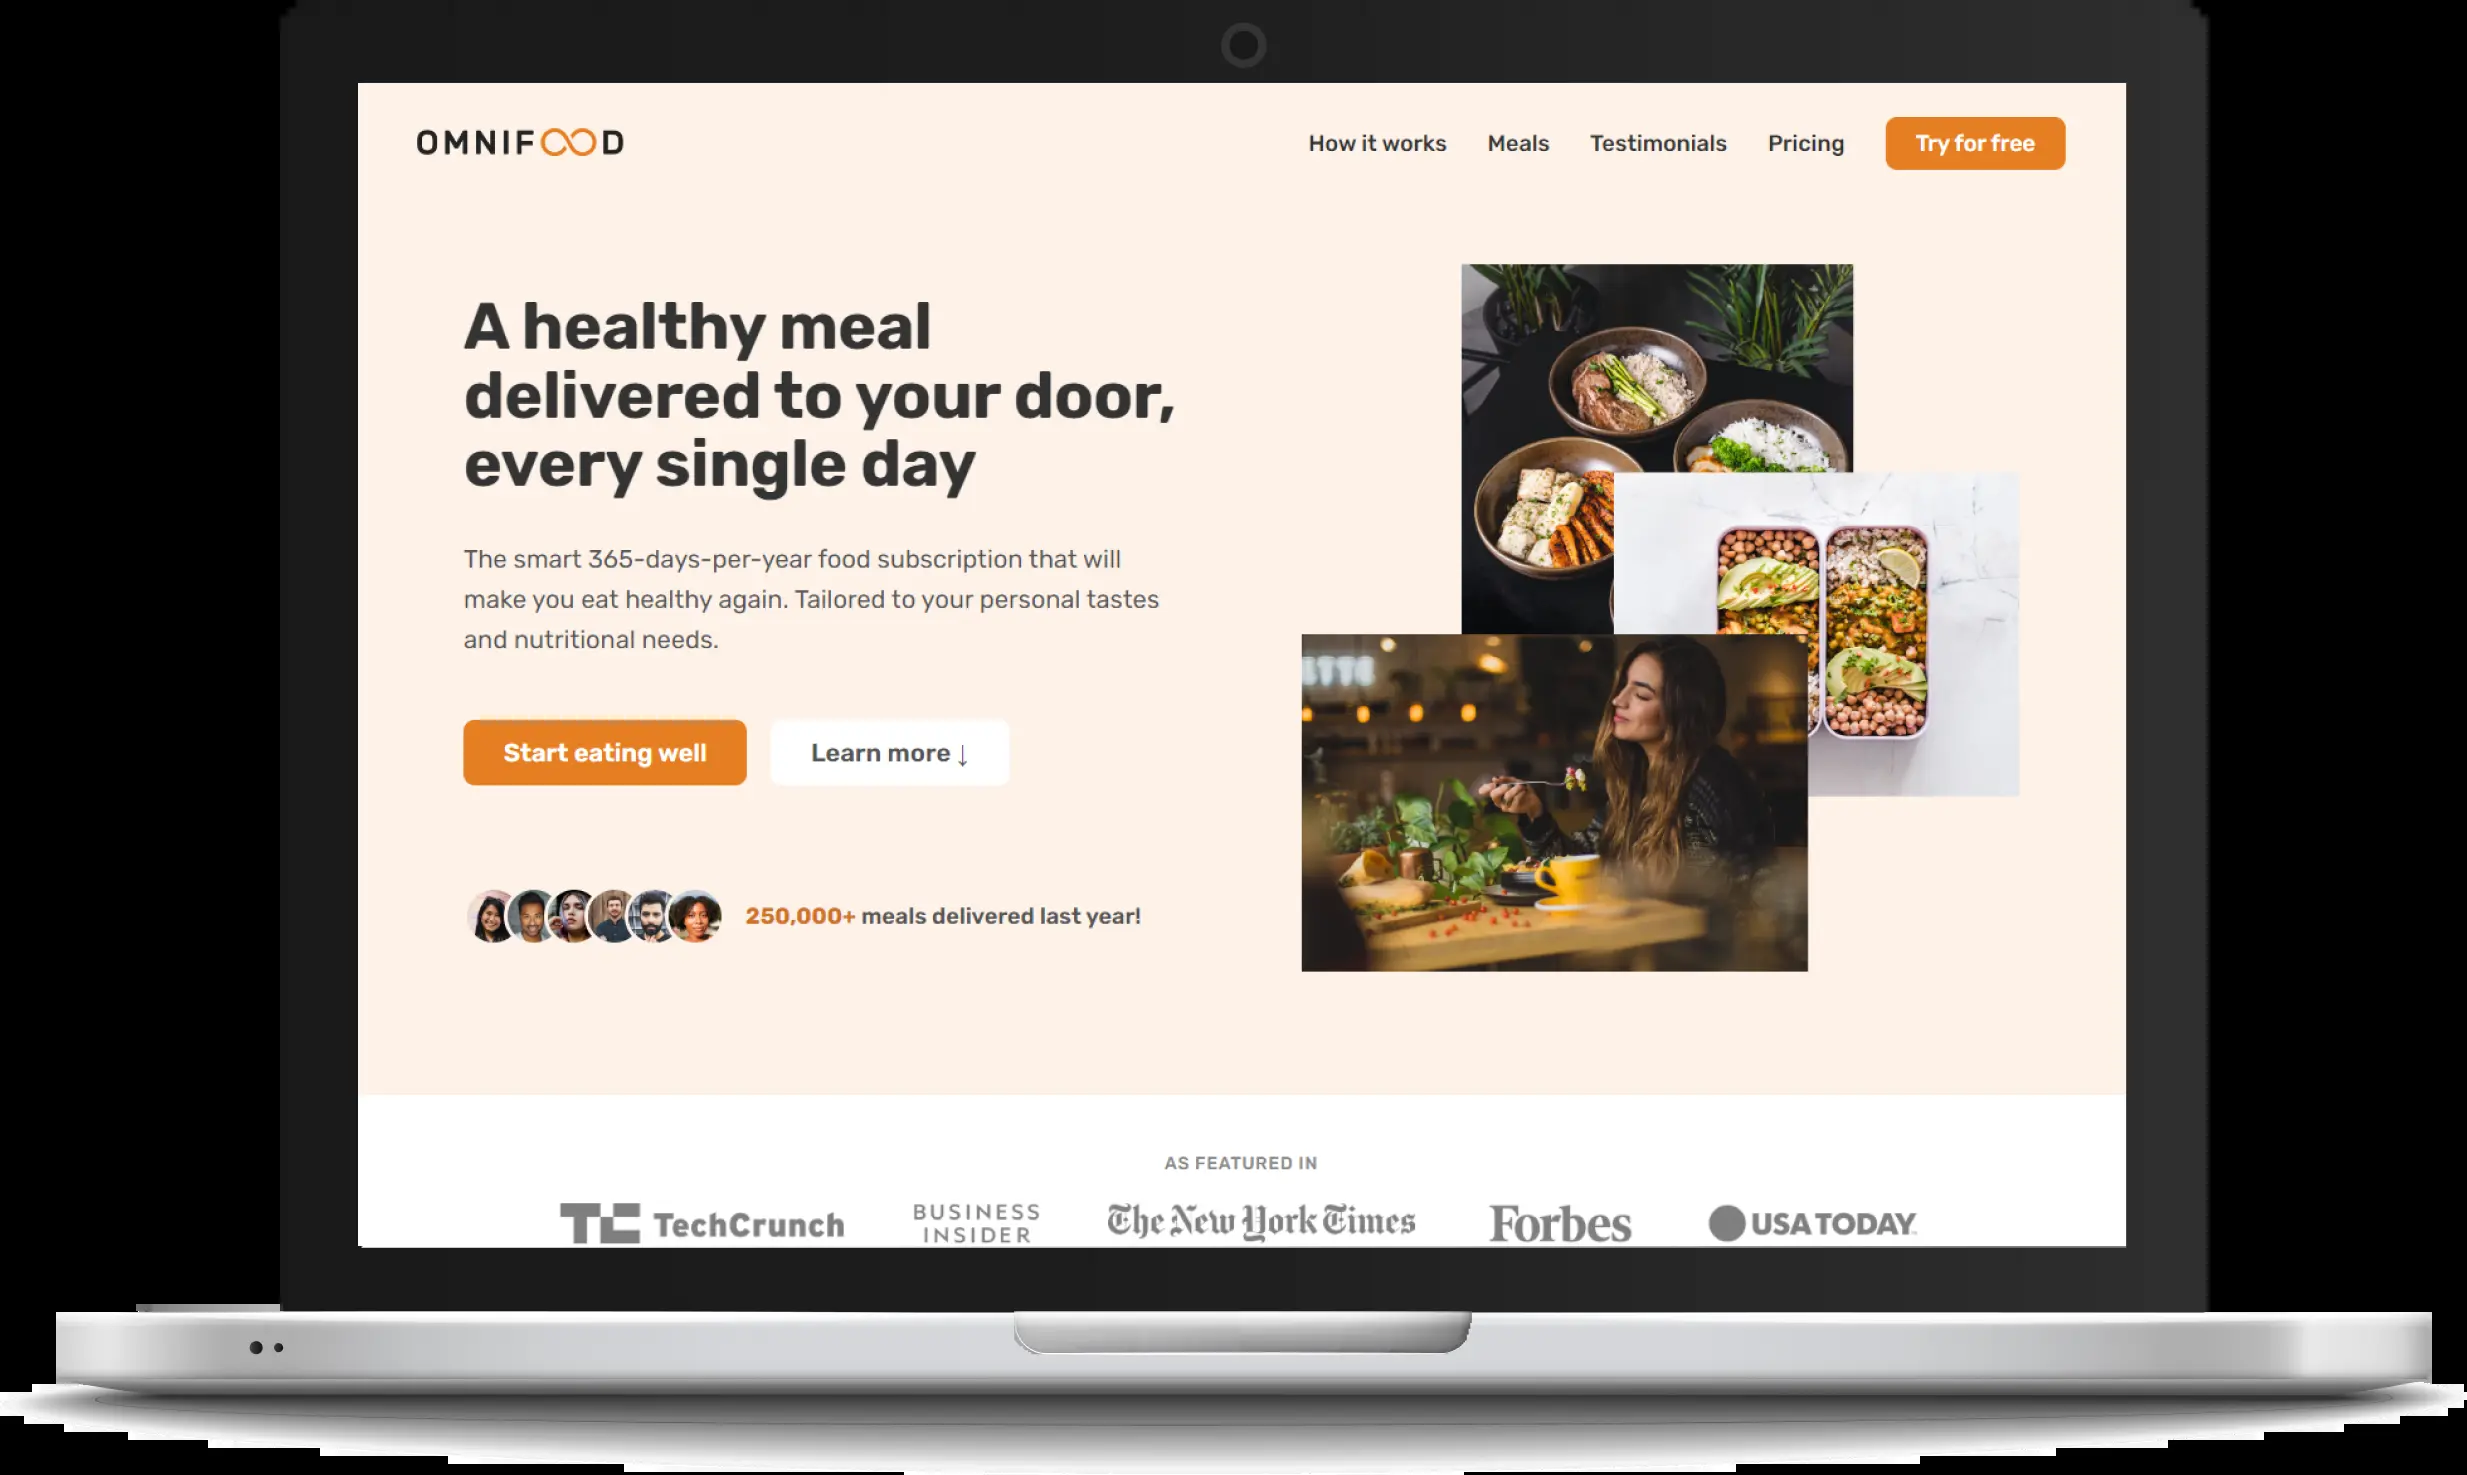 OMNIFOOD
How it works
Meals
Testimonials
Pricing
Try for free
A healthy meal
delivered to your door,
every single day
The smart 365-days-per-year food subscription that will
make you eat healthy again. Tailored to your personal tastes
and nutritional needs.
Start eating well
Learn more ↓
250,000+ meals delivered last year!
AS FEATURED IN
TC TechCrunch
BUSINESS
INSIDER
The New York Times
Forbes
USA TODAY